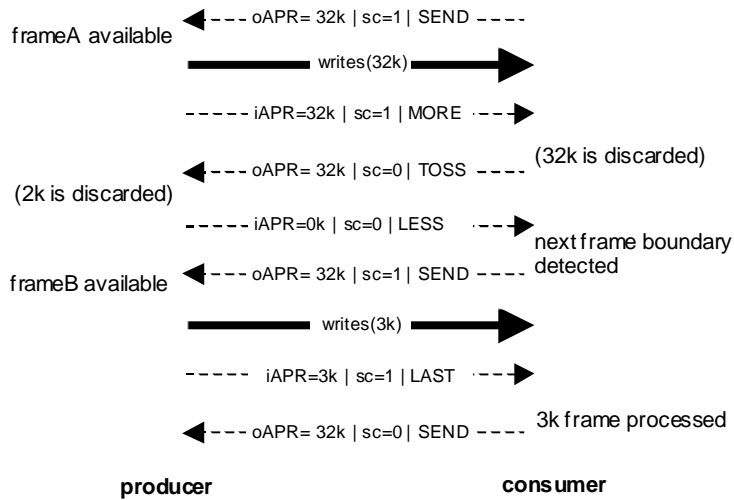 oAPR= 32k | sc=1 | SEND
frameA available
writes(32k)
iAPR=32k | sc=1 | MORE
(32k is discarded)
oAPR= 32k | sc=0 | TOSS
(2k is discarded)
iAPR=0k | sc=0 | LESS
next frame boundary
detected
oAPR= 32k | sc=1 | SEND
frameB available
writes(3k)
iAPR=3k | sc=1 | LAST
3k frame processed
oAPR= 32k | sc=0 | SEND
producer
consumer